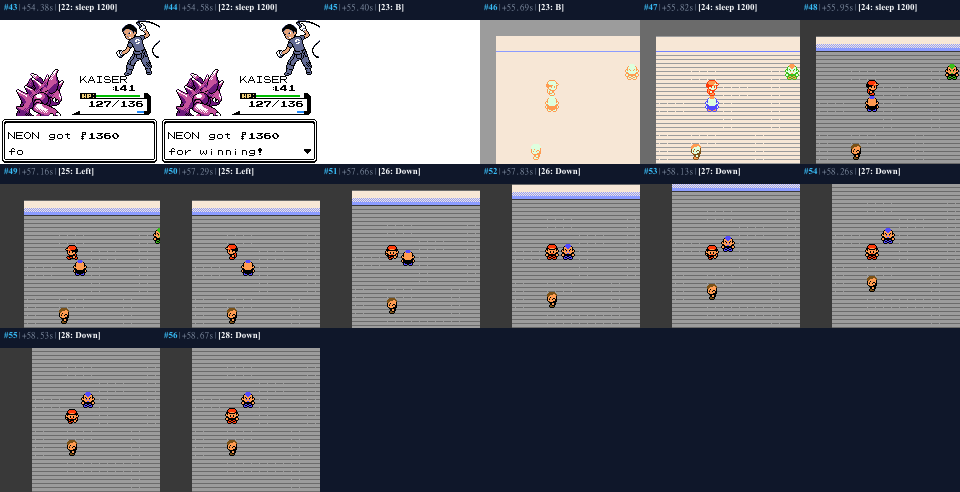 #43| +54.38s| [22: sleep 1200]
#44| +54.58s| [22: sleep 1200]
#45| +55.40s| [23: B]
#46| +55.69s| [23: B]
#47| +55.82s| [24: sleep 1200]
#48| +55.95s| [24: sleep 1200]
KAISER
:L41
HP:
127/136
NEON got ₽1360
fo
KAISER
:L41
HP:
127/136
NEON got ₽1360
for winning!
#49| +57.16s| [25: Left]
#50| +57.29s| [25: Left]
#51| +57.66s| [26: Down]
#52| +57.83s| [26: Down]
#53| +58.13s| [27: Down]
#54| +58.26s| [27: Down]
#55| +58.53s| [28: Down]
#56| +58.67s| [28: Down]